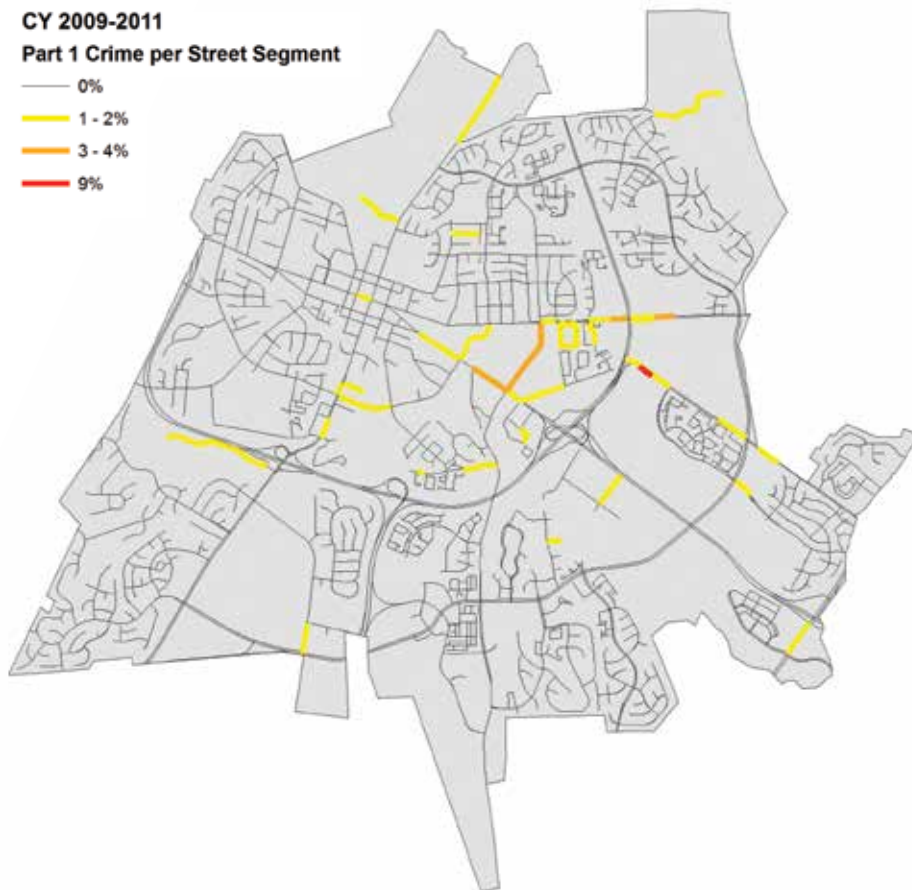 CY 2009-2011
Part 1 Crime per Street Segment
0%
1 - 2%
3 - 4%
9%